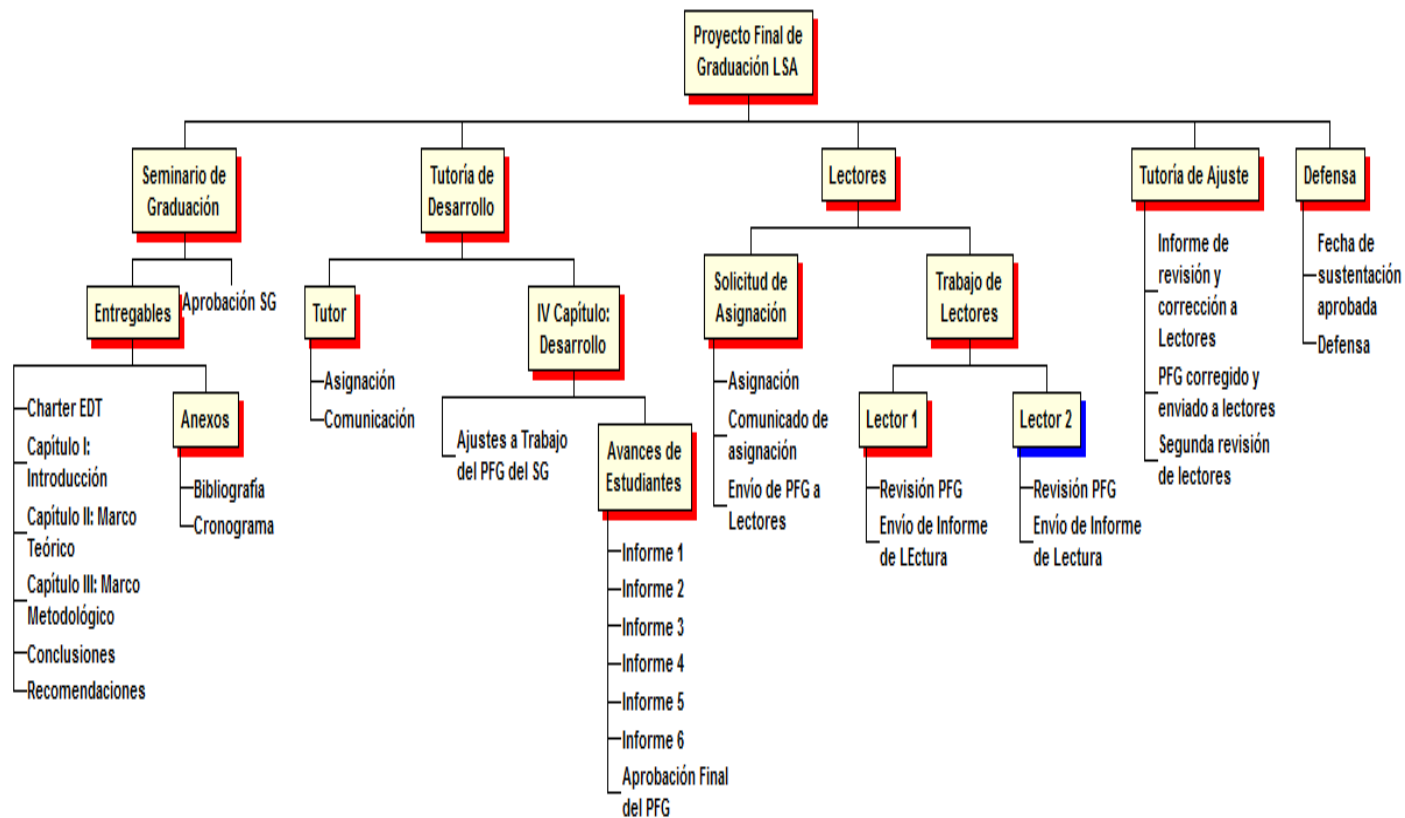 Proyecto Final de
Graduación LSA
Seminario de
Graduación
Entregables
Aprobación SG
Charter EDT
Capítulo I:
Introducción
Capítulo II: Marco
Teórico
Capítulo III: Marco
Metodológico
Conclusiones
Recomendaciones
Anexos
Bibliografía
Cronograma
Tutoría de
Desarrollo
Tutor
Asignación
Comunicación
IV Capítulo:
Desarrollo
Ajustes a Trabajo
del PFG del SG
Avances de
Estudiantes
Informe 1
Informe 2
Informe 3
Informe 4
Informe 5
Informe 6
Aprobación Final
del PFG
Lectores
Solicitud de
Asignación
Asignación
Comunicado de
asignación
Envío de PFG a
Lectores
Trabajo de
Lectores
Lector 1
Revisión PFG
Envío de Informe
de LEctura
Lector 2
Revisión PFG
Envío de Informe
de Lectura
Tutoría de Ajuste
Informe de
revisión y
corrección a
Lectores
PFG corregido y
enviado a lectores
Segunda revisión
de lectores
Defensa
Fecha de
sustentación
aprobada
Defensa